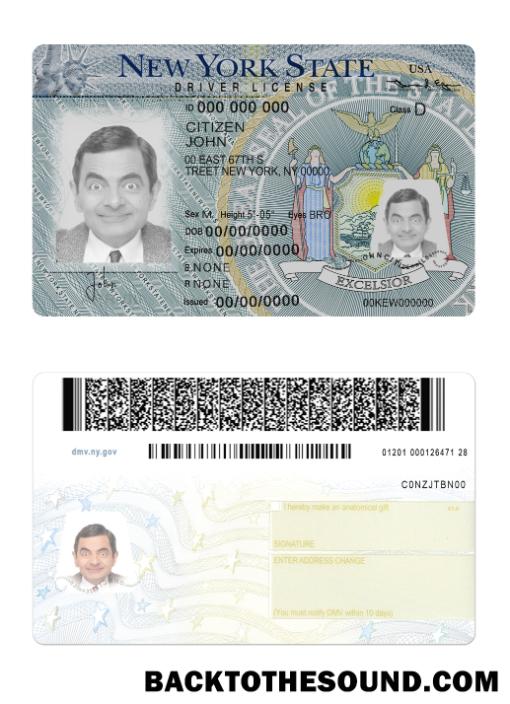 NEW YORK STATE USA
DRIVER LICENSE
ID 000 000 000 Class D
CITIZEN
JOHN
00 EAST 67TH S
TREET NEW YORK, NY 00000
Sex M. Height 5"-05" Eyes BRO
DOB 00/00/0000
Expires 00/00/0000
E NONE
R NONE
Issued 00/00/0000
EXCELSIOR
00KEW000000
dmv.ny.gov
01201 000126471 28
C0NZJTBN00
I hereby make an anatomical gift
SIGNATURE
ENTER ADDRESS CHANGE
(You must notify DMV within 10 days)
BACKTOTHESOUND.COM